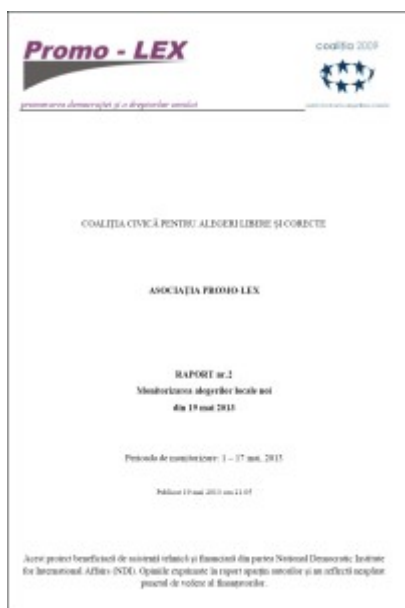 Promo - LEX
coaliția 2009
promovarea democrației și a drepturilor omului
COALIȚIA CIVICĂ PENTRU ALEGERI LIBERE ȘI CORECTE
ASOCIAȚIA PROMO-LEX
RAPORT nr.2
Monitorizarea alegerilor locale noi
din 19 mai 2013
Perioada de monitorizare: 1 – 17 mai, 2013
Publicat 19 mai 2013 ora
Acest proiect beneficiază de asistență tehnică și financiară din partea National Democratic Institute
for International Affairs (NDI). Opiniile exprimate în raport aparțin autorilor și nu reflectă neapărat
punctul de vedere al finanțatorilor.